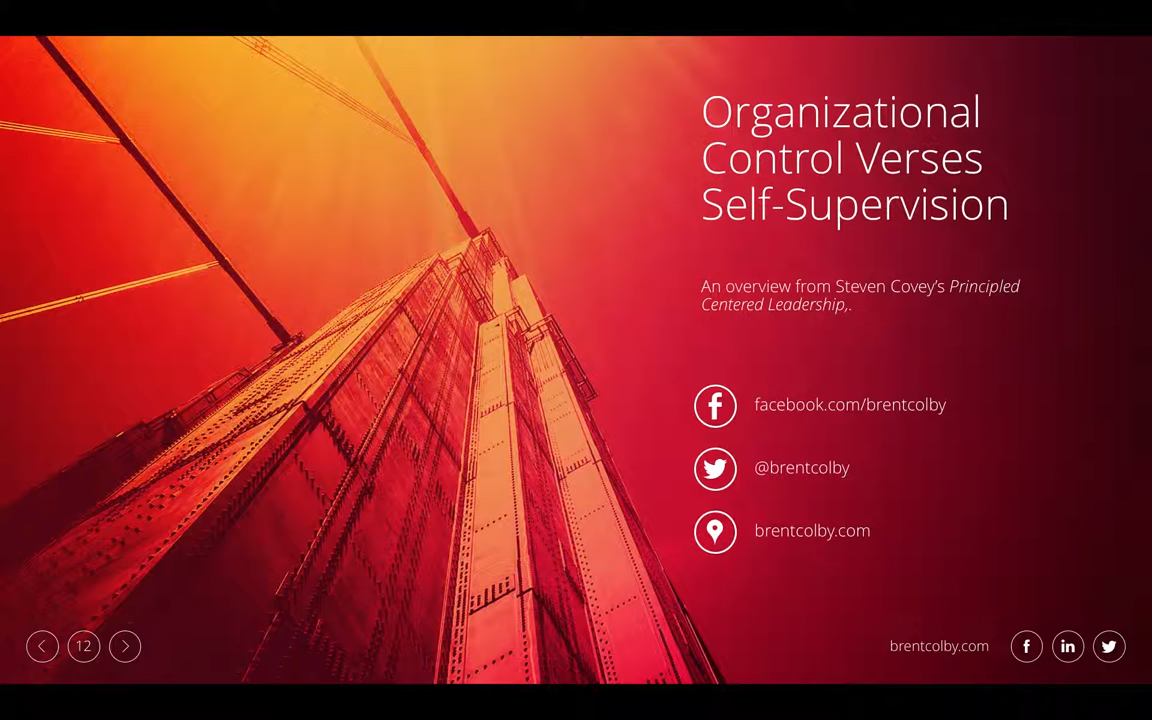 Organizational
Control Verses
Self-Supervision
An overview from Steven Covey's Principled
Centered Leadership,.
f facebook.com/brentcolby
@brentcolby
brentcolby.com
12
brentcolby.com f in